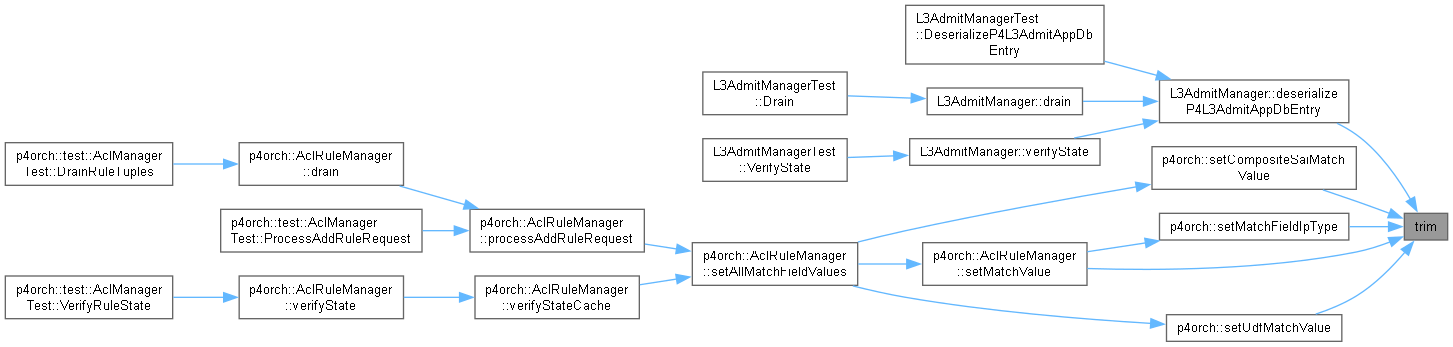 L3AdmitManagerTest
::DeserializeP4L3AdmitAppDb
Entry
L3AdmitManagerTest
::Drain
L3AdmitManager::drain
L3AdmitManager::deserialize
P4L3AdmitAppDbEntry
L3AdmitManagerTest
::VerifyState
L3AdmitManager::verifyState
p4orch::test::AclManager
Test::DrainRuleTuples
p4orch::AclRuleManager
::drain
p4orch::setCompositeSaiMatch
Value
p4orch::test::AclManager
Test::ProcessAddRuleRequest
p4orch::AclRuleManager
::processAddRuleRequest
p4orch::setMatchFieldIpType
trim
p4orch::AclRuleManager
::setAllMatchFieldValues
p4orch::AclRuleManager
::setMatchValue
p4orch::test::AclManager
Test::VerifyRuleState
p4orch::AclRuleManager
::verifyState
p4orch::AclRuleManager
::verifyStateCache
p4orch::setUdfMatchValue